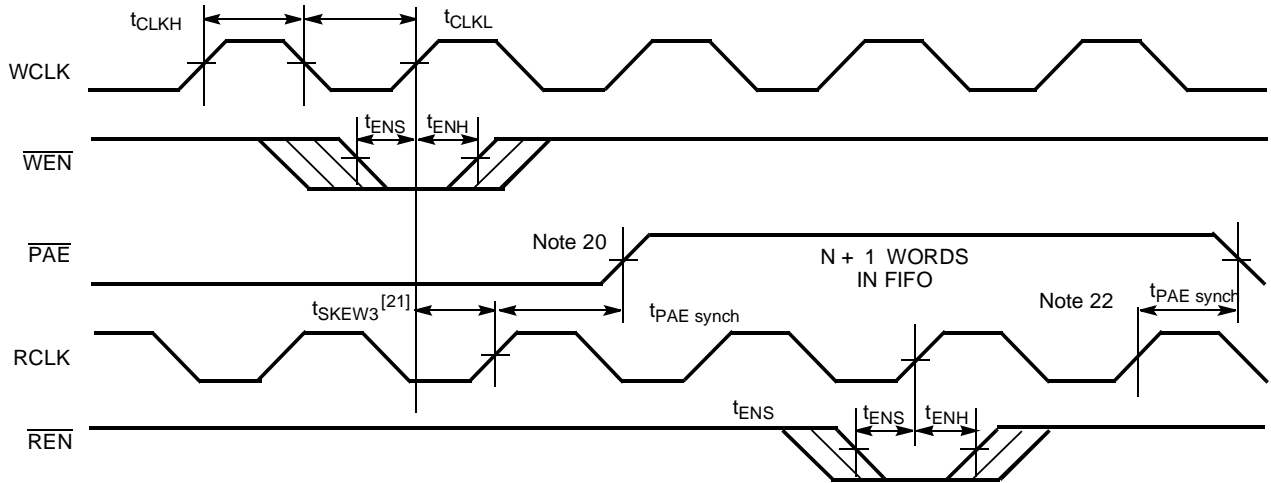 tCLKH
tCLKL
WCLK
tENS
tENH
WEN
Note 20
PAE
N + 1 WORDS
IN FIFO
tSKEW3[21]
tPAE synch
Note 22
tPAE synch
RCLK
tENS
tENS
tENH
REN